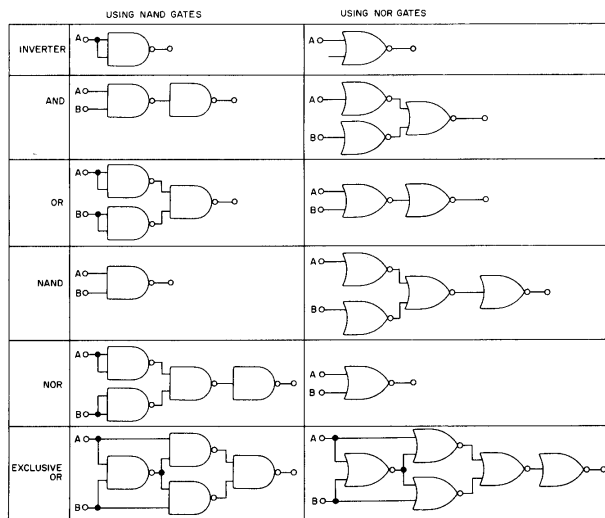 USING NAND GATES
USING NOR GATES
INVERTER
A
A
AND
A
B
A
B
OR
A
B
A
B
NAND
A
B
A
B
NOR
A
B
A
B
EXCLUSIVE
OR
A
B
A
B